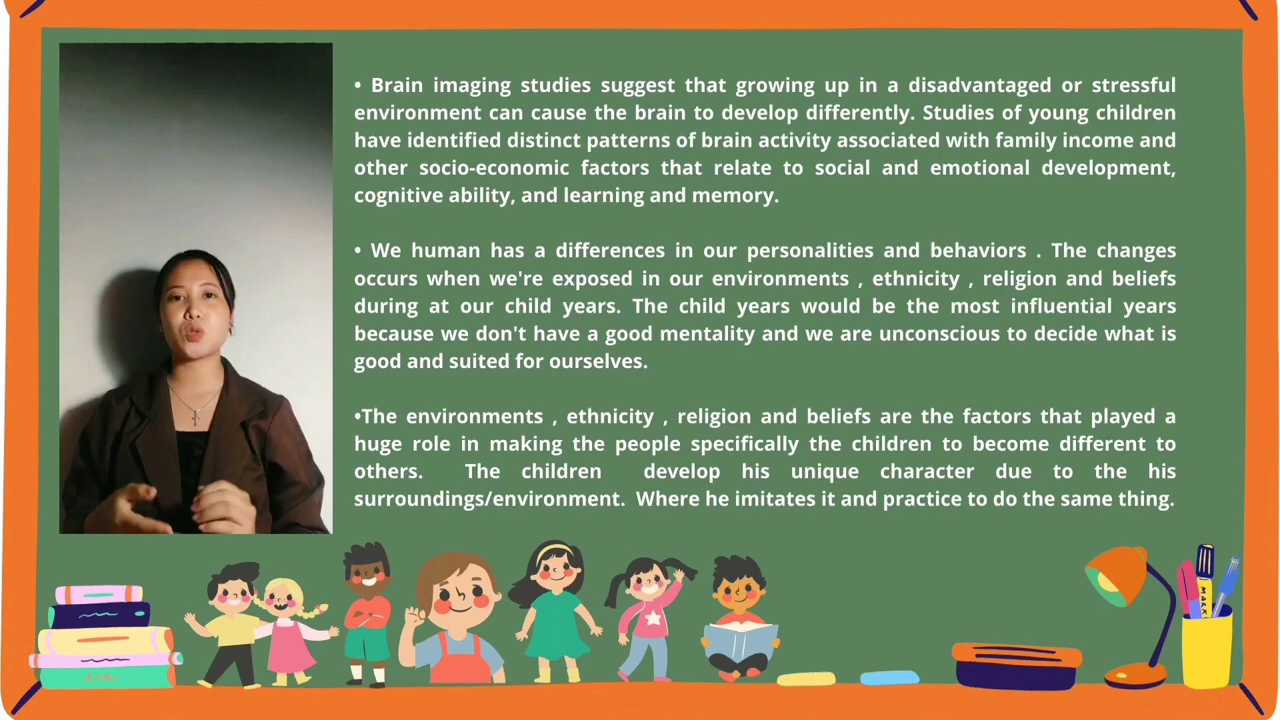 • Brain imaging studies suggest that growing up in a disadvantaged or stressful
environment can cause the brain to develop differently. Studies of young children
have identified distinct patterns of brain activity associated with family income and
other socio-economic factors that relate to social and emotional development,
cognitive ability, and learning and memory.
• We human has a differences in our personalities and behaviors . The changes
occurs when we're exposed in our environments , ethnicity , religion and beliefs
during at our child years. The child years would be the most influential years
because we don't have a good mentality and we are unconscious to decide what is
good and suited for ourselves.
•The environments , ethnicity , religion and beliefs are the factors that played a
huge role in making the people specifically the children to become different to
others. The children develop his unique character due to the his
surroundings/environment. Where he imitates it and practice to do the same thing.